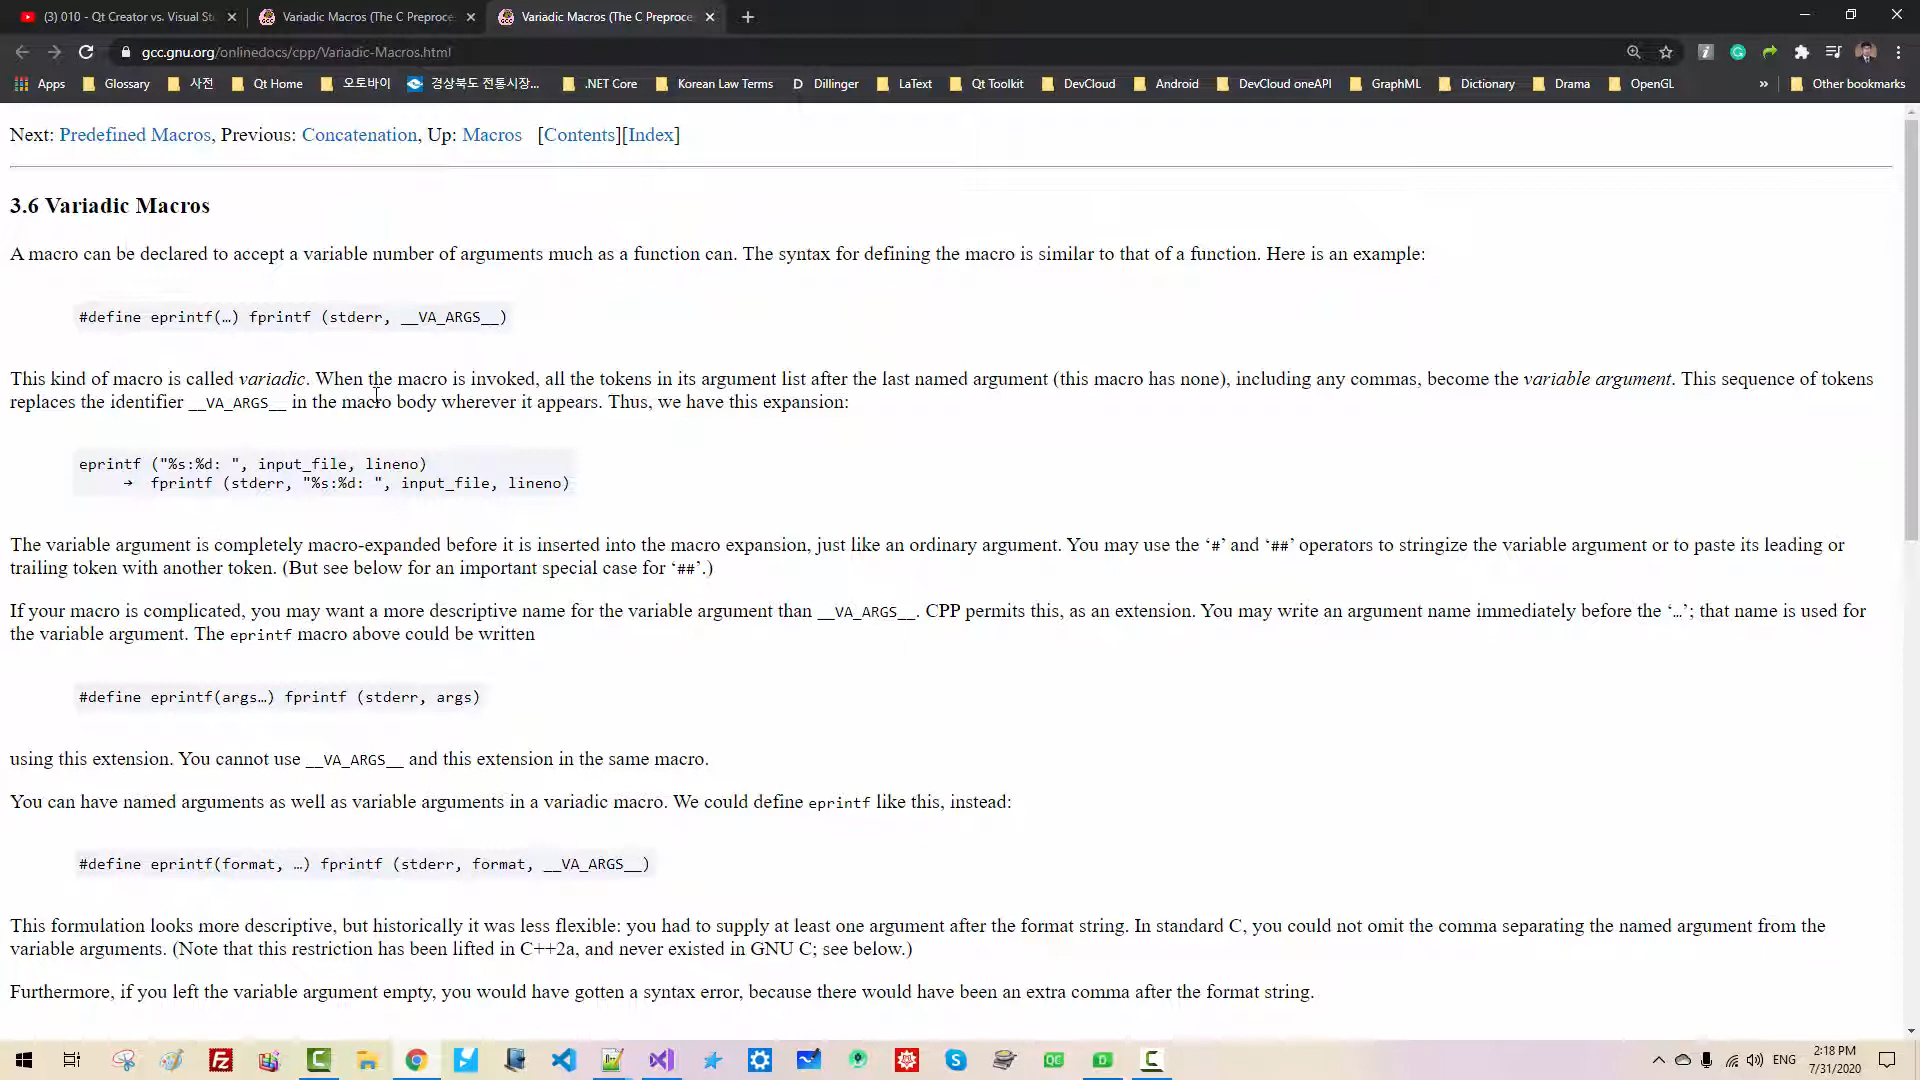 (3) 010 - Qt Creator vs. Visual St
Variadic Macros (The C Preproce
Variadic Macros (The C Preproce
gcc.gnu.org/onlinedocs/cpp/Variadic-Macros.html
Apps
Glossary
사전
Qt Home
오토바이
경상북도 전통시장...
.NET Core
Korean Law Terms
D Dillinger
LaText
Qt Toolkit
DevCloud
Android
DevCloud oneAPI
GraphML
Dictionary
Drama
OpenGL
»
Other bookmarks
Next: Predefined Macros, Previous: Concatenation, Up: Macros [Contents][Index]
3.6 Variadic Macros
A macro can be declared to accept a variable number of arguments much as a function can. The syntax for defining the macro is similar to that of a function. Here is an example:
#define eprintf(…) fprintf (stderr, __VA_ARGS__)
This kind of macro is called variadic. When the macro is invoked, all the tokens in its argument list after the last named argument (this macro has none), including any commas, become the variable argument. This sequence of tokens
replaces the identifier __VA_ARGS__ in the macro body wherever it appears. Thus, we have this expansion:
eprintf ("%s:%d: ", input_file, lineno)
→ fprintf (stderr, "%s:%d: ", input_file, lineno)
The variable argument is completely macro-expanded before it is inserted into the macro expansion, just like an ordinary argument. You may use the ‘#’ and ‘##’ operators to stringize the variable argument or to paste its leading or
trailing token with another token. (But see below for an important special case for ‘##’.)
If your macro is complicated, you may want a more descriptive name for the variable argument than __VA_ARGS__. CPP permits this, as an extension. You may write an argument name immediately before the ‘…’; that name is used for
the variable argument. The eprintf macro above could be written
#define eprintf(args…) fprintf (stderr, args)
using this extension. You cannot use __VA_ARGS__ and this extension in the same macro.
You can have named arguments as well as variable arguments in a variadic macro. We could define eprintf like this, instead:
#define eprintf(format, …) fprintf (stderr, format, __VA_ARGS__)
This formulation looks more descriptive, but historically it was less flexible: you had to supply at least one argument after the format string. In standard C, you could not omit the comma separating the named argument from the
variable arguments. (Note that this restriction has been lifted in C++2a, and never existed in GNU C; see below.)
Furthermore, if you left the variable argument empty, you would have gotten a syntax error, because there would have been an extra comma after the format string.
ENG
2:18 PM
7/31/2020